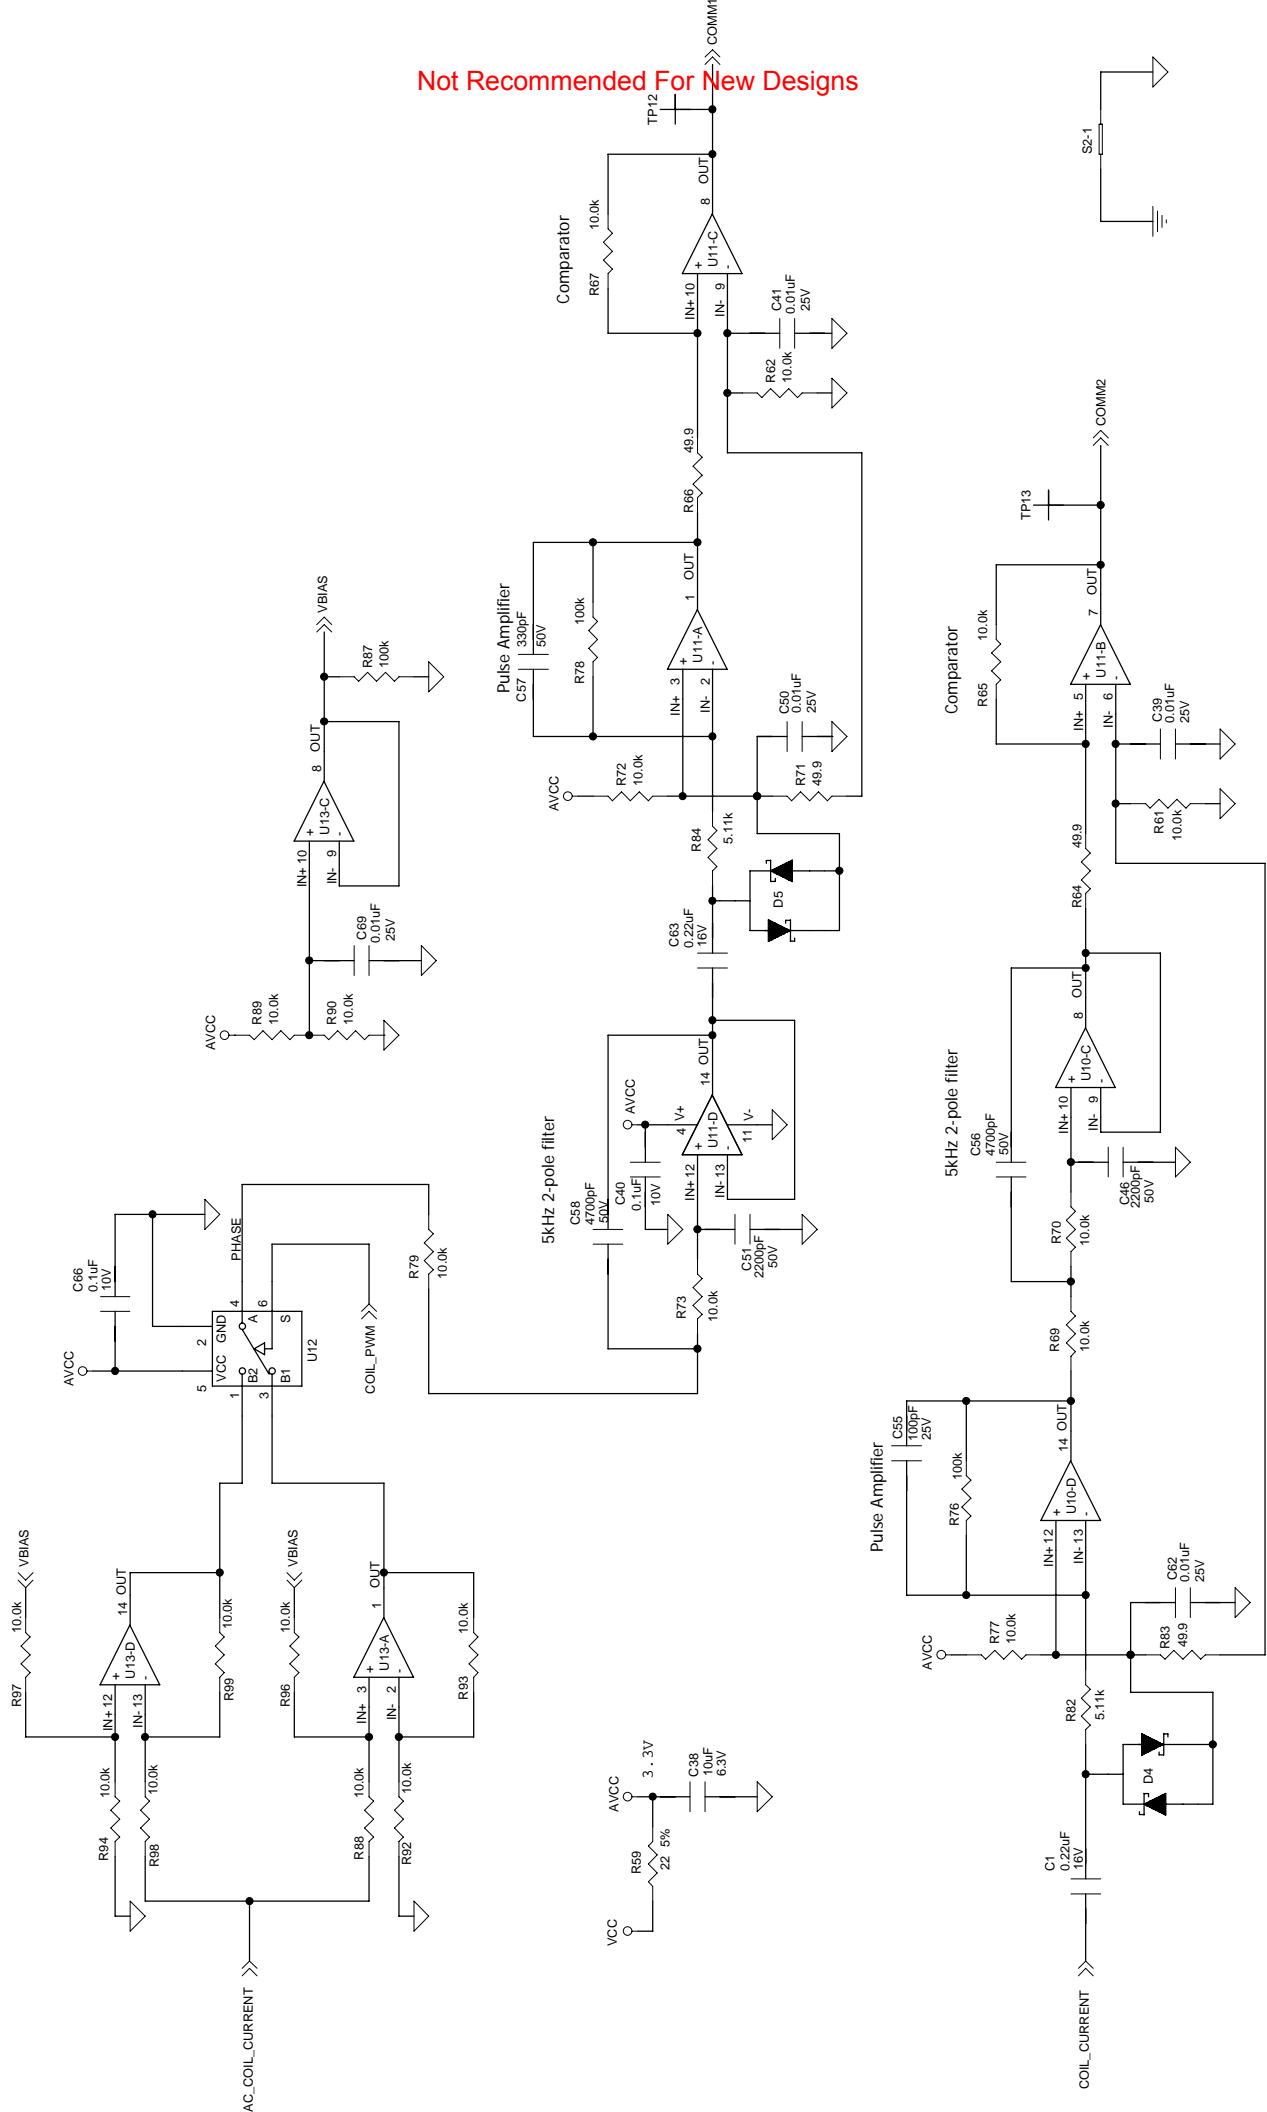 Not Recommended For New Designs
AC_COIL_CURRENT
R94
10.0k
R98
10.0k
R97
10.0k
VBIAS
IN+ 12
IN- 13
+
-
U13-D
14 OUT
R99
10.0k
R88
10.0k
R92
10.0k
R96
10.0k
VBIAS
IN+ 3
IN- 2
+
-
U13-A
1
OUT
R93
10.0k
AVCC
C66
0.1uF
10V
5
VCC
2
GND
1
B2
3
B1
4
A
6
S
U12
PHASE
COIL_PWM
R79
10.0k
AVCC
R89
10.0k
R90
10.0k
C69
0.01uF
25V
IN+ 10
IN- 9
+
-
U13-C
8
OUT
VBIAS
R87
100k
5kHz 2-pole filter
R73
10.0k
C58
4700pF
50V
C51
2200pF
50V
C40
0.1uF
10V
AVCC
4 V+
11 V-
IN+ 12
IN- 13
+
-
U11-D
14 OUT
C63
0.22uF
16V
D5
R84
5.11k
AVCC
R72
10.0k
R71
49.9
C50
0.01uF
25V
Pulse Amplifier
C57
330pF
50V
R78
100k
IN+ 3
IN- 2
+
-
U11-A
1
OUT
R66
49.9
Comparator
R67
10.0k
IN+ 10
IN- 9
+
-
U11-C
8
OUT
R62
10.0k
C41
0.01uF
25V
TP12
COMM1
VCC
R59
22 5%
AVCC
3.3V
C38
10uF
6.3V
COIL_CURRENT
C1
0.22uF
16V
D4
R82
5.11k
AVCC
R77
10.0k
R83
49.9
C62
0.01uF
25V
Pulse Amplifier
C55
100pF
25V
R76
100k
IN+ 12
IN- 13
+
-
U10-D
14 OUT
5kHz 2-pole filter
R69
10.0k
R70
10.0k
C56
4700pF
50V
C46
2200pF
50V
IN+ 10
IN- 9
+
-
U10-C
8
OUT
R64
49.9
Comparator
R65
10.0k
R61
10.0k
C39
0.01uF
25V
IN+ 5
IN- 6
+
-
U11-B
7
OUT
TP13
COMM2
S2-1